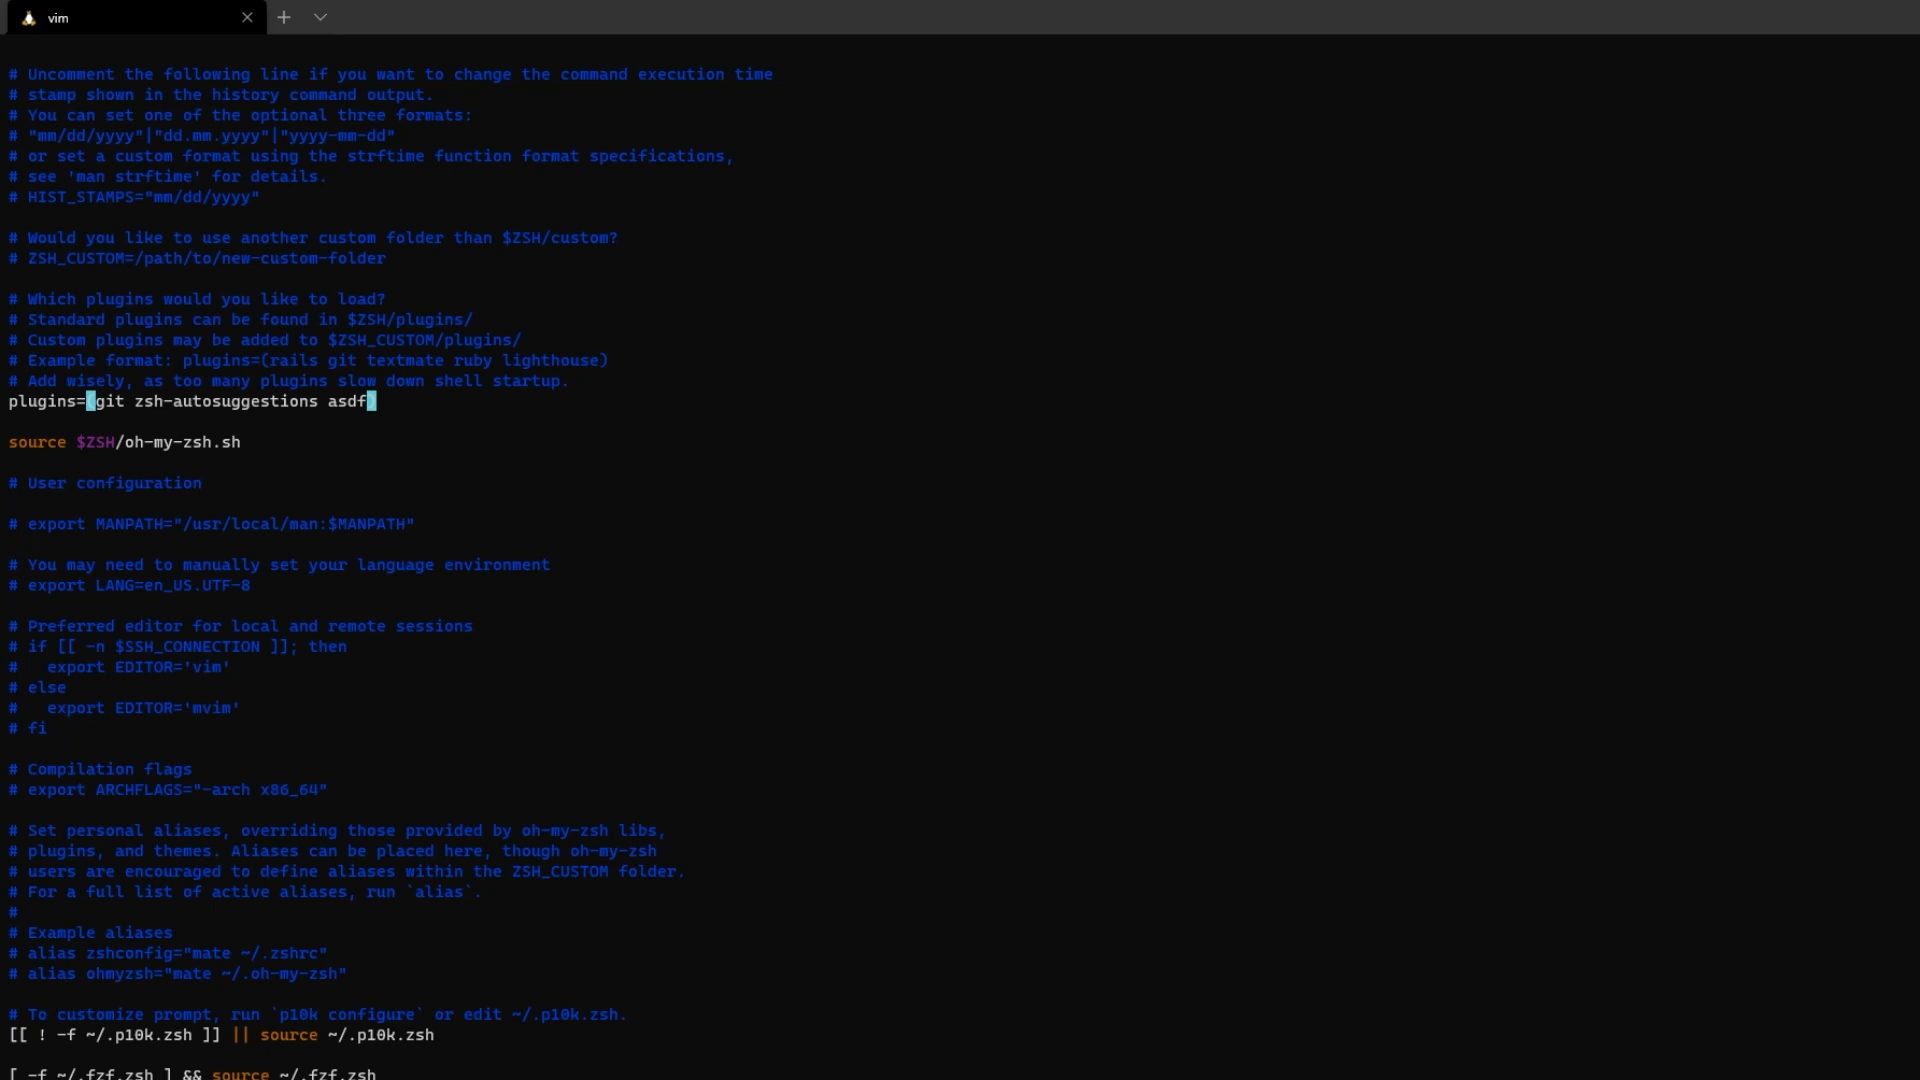 vim
# Uncomment the following line if you want to change the command execution time
# stamp shown in the history command output.
# You can set one of the optional three formats:
# "mm/dd/yyyy"|"dd.mm.yyyy"|"yyyy-mm-dd"
# or set a custom format using the strftime function format specifications,
# see 'man strftime' for details.
# HIST_STAMPS="mm/dd/yyyy"
# Would you like to use another custom folder than $ZSH/custom?
# ZSH_CUSTOM=/path/to/new-custom-folder
# Which plugins would you like to load?
# Standard plugins can be found in $ZSH/plugins/
# Custom plugins may be added to $ZSH_CUSTOM/plugins/
# Example format: plugins=(rails git textmate ruby lighthouse)
# Add wisely, as too many plugins slow down shell startup.
plugins=(git zsh-autosuggestions asdf)
source $ZSH/oh-my-zsh.sh
# User configuration
# export MANPATH="/usr/local/man:$MANPATH"
# You may need to manually set your language environment
# export LANG=en_US.UTF-8
# Preferred editor for local and remote sessions
# if [[ -n $SSH_CONNECTION ]]; then
#   export EDITOR='vim'
# else
#   export EDITOR='mvim'
# fi
# Compilation flags
# export ARCHFLAGS="-arch x86_64"
# Set personal aliases, overriding those provided by oh-my-zsh libs,
# plugins, and themes. Aliases can be placed here, though oh-my-zsh
# users are encouraged to define aliases within the ZSH_CUSTOM folder.
# For a full list of active aliases, run `alias`.
#
# Example aliases
# alias zshconfig="mate ~/.zshrc"
# alias ohmyzsh="mate ~/.oh-my-zsh"
# To customize prompt, run `p10k configure` or edit ~/.p10k.zsh.
[[ ! -f ~/.p10k.zsh ]] || source ~/.p10k.zsh
[ -f ~/.fzf.zsh ] && source ~/.fzf.zsh